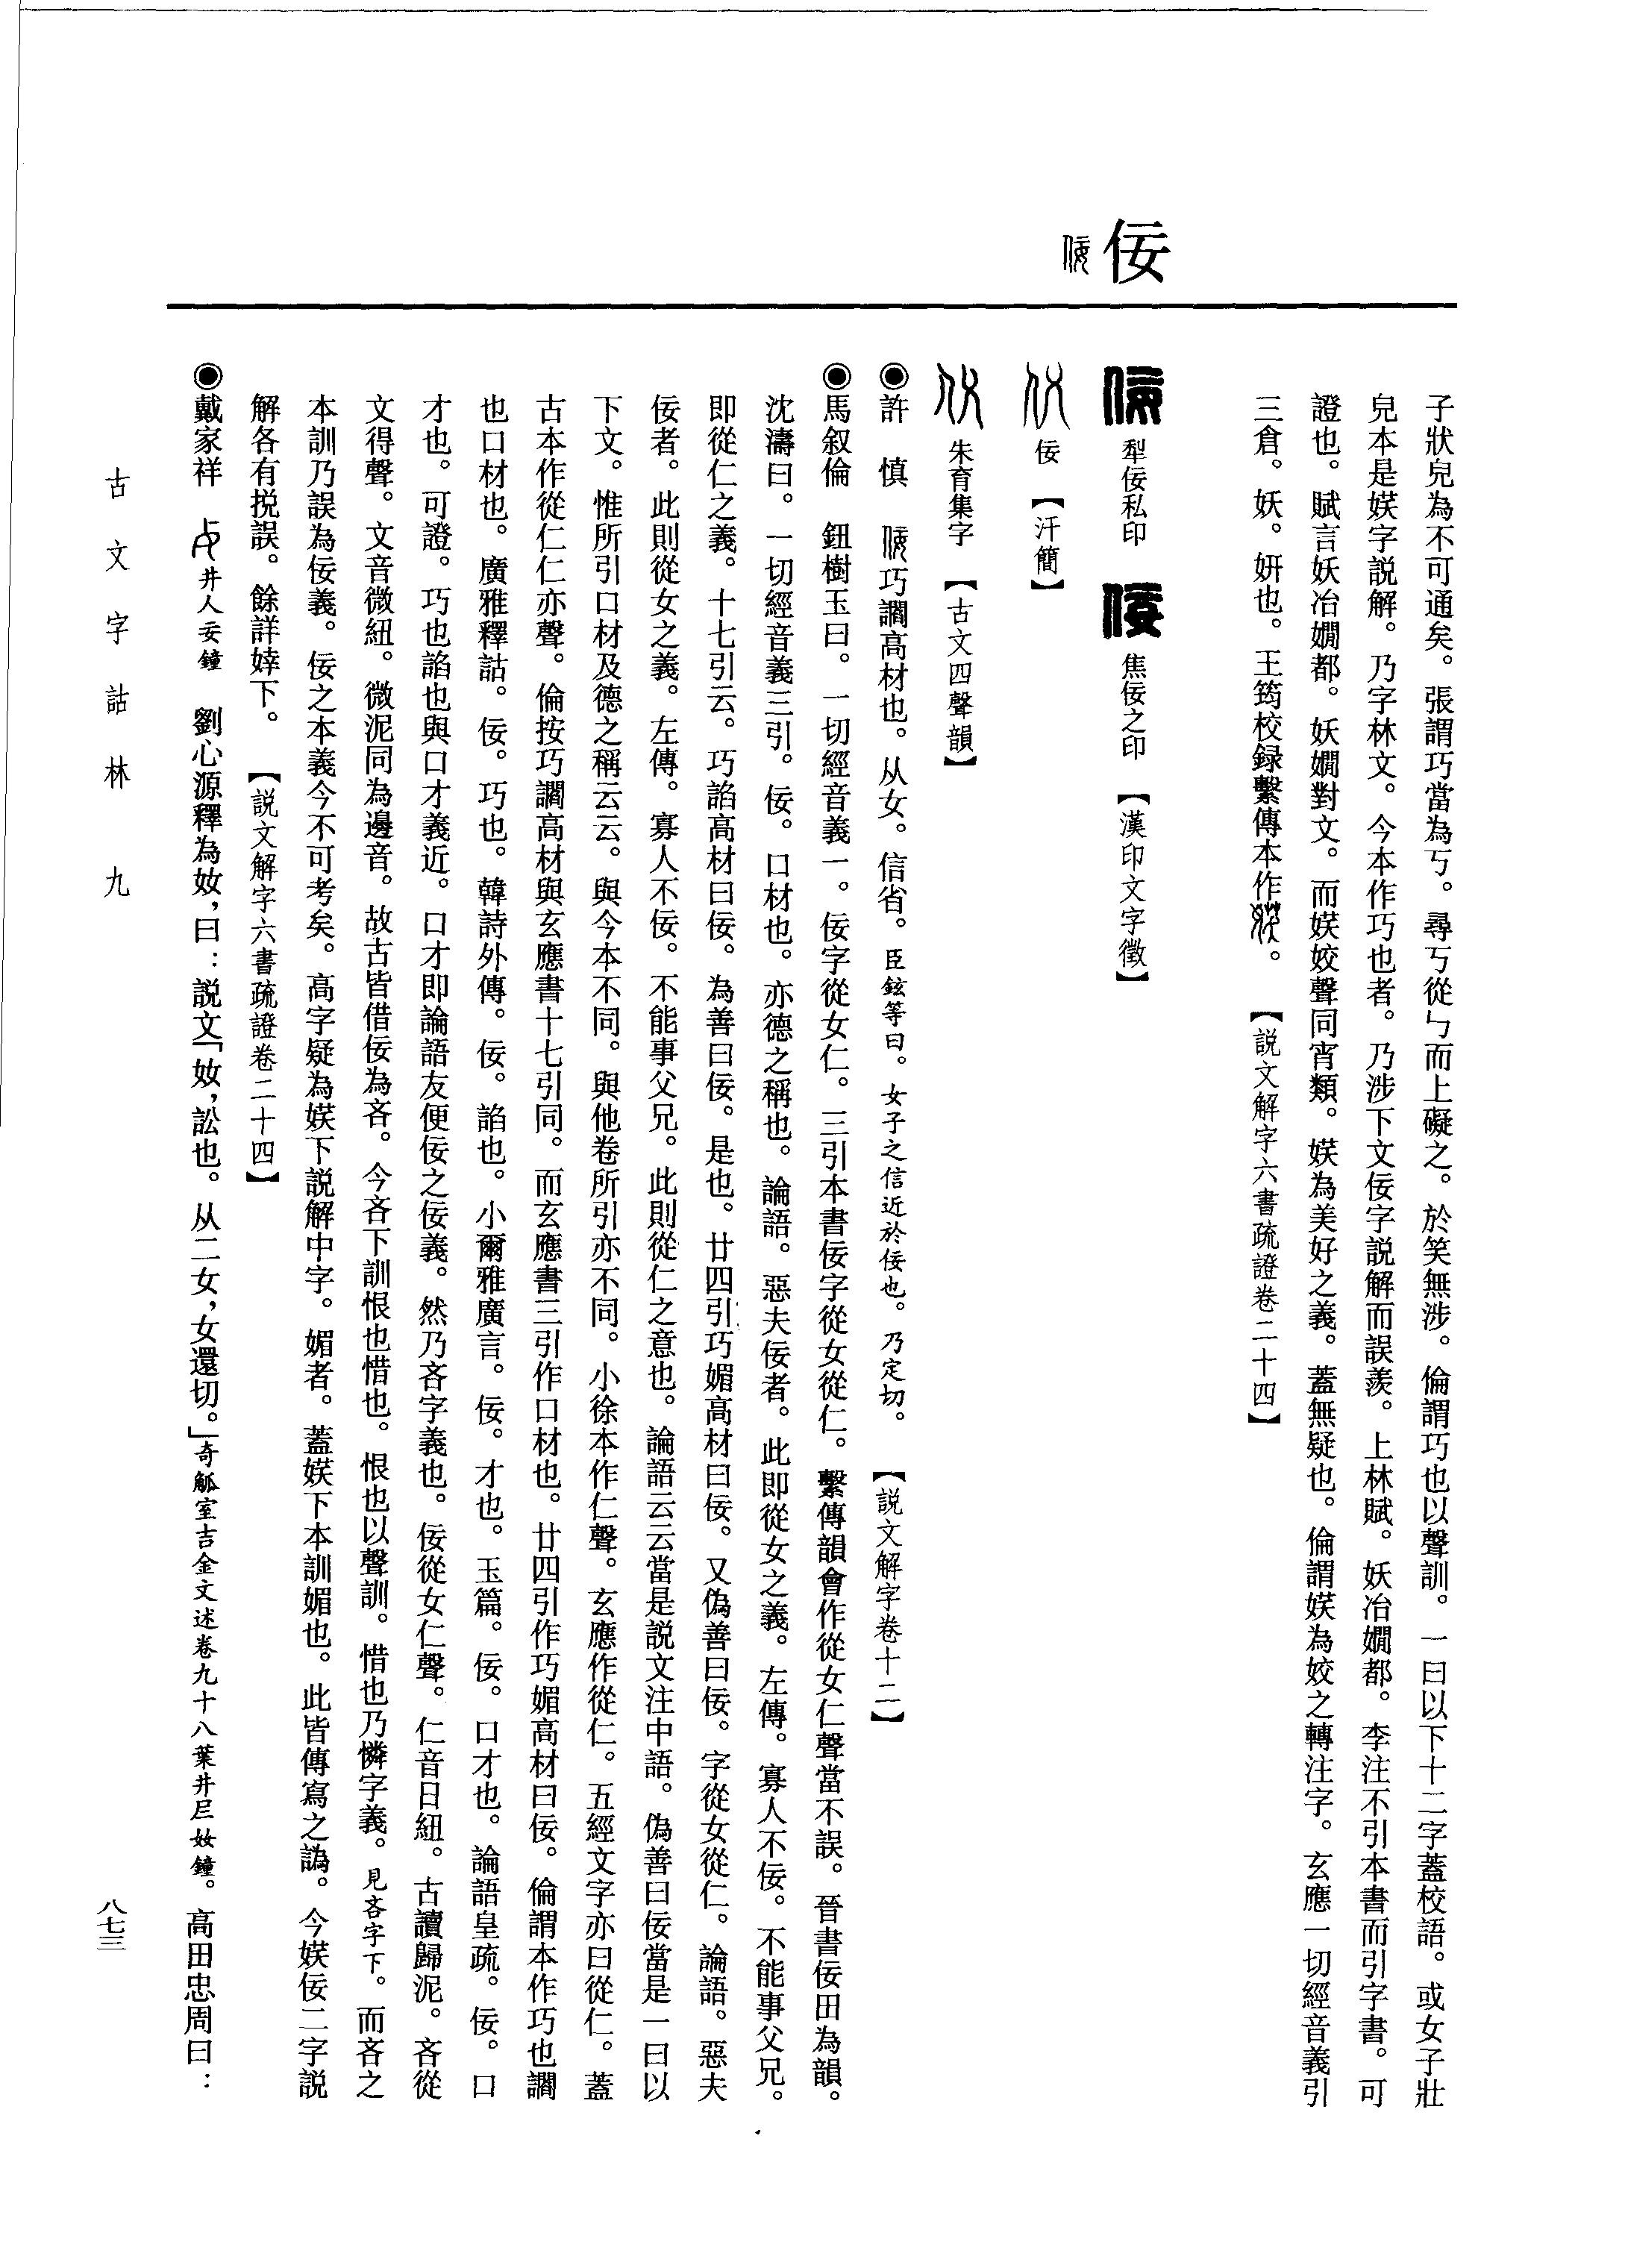 佞
子狀皃為不可通矣。張謂巧當為丂。尋丂從𠃑而上礙之。於笑無涉。倫謂巧也以聲訓。一曰以下十二字蓋校語。或女子壯
皃本是媄字説解。乃字林文。今本作巧也者。乃涉下文佞字説解而誤羨。上林賦。妖冶嫺都。李注不引本書而引字書。可
證也。賦言妖冶嫺都。妖嫺對文。而媄姣聲同宵類。媄為美好之義。蓋無疑也。倫謂媄為姣之轉注字。玄應一切經音義引
三倉。妖。妍也。王筠校録繫傳本作。【説文解字六書疏證卷二十四】
犁佞私印　焦佞之印【漢印文字徵】
佞【汗簡】
朱育集字【古文四聲韻】
◉許　慎　巧讇高材也。从女。信省。臣鉉等曰。女子之信近於佞也。乃定切。【説文解字卷十二】
◉馬叙倫　鈕樹玉曰。一切經音義一。佞字從女仁。三引本書佞字從女從仁。繫傳韻會作從女仁聲當不誤。晉書佞田為韻。
沈濤曰。一切經音義三引。佞。口材也。亦德之稱也。論語。惡夫佞者。此即從女之義。左傳。寡人不佞。不能事父兄。
即從仁之義。十七引云。巧諂高材曰佞。為善曰佞。是也。廿四引巧媚高材曰佞。又偽善曰佞。字從女從仁。論語。惡夫
佞者。此則從女之義。左傳。寡人不佞。不能事父兄。此則從仁之意也。論語云云當是説文注中語。偽善曰佞當是一曰以
下文。惟所引口材及德之稱云云。與今本不同。與他卷所引亦不同。小徐本作仁聲。玄應作從仁。五經文字亦曰從仁。蓋
古本作從仁仁亦聲。倫按巧讇高材與玄應書十七引同。而玄應書三引作口材也。廿四引作巧媚高材曰佞。倫謂本作巧也讇
也口材也。廣雅釋詁。佞。巧也。韓詩外傳。佞。諂也。小爾雅廣言。佞。才也。玉篇。佞。口才也。論語皇疏。佞。口
才也。可證。巧也諂也與口才義近。口才即論語友便佞之佞義。然乃吝字義也。佞從女仁聲。仁音日紐。古讀歸泥。吝從
文得聲。文音微紐。微泥同為邊音。故古皆借佞為吝。今吝下訓恨也惜也。恨也以聲訓。惜也乃憐字義。見吝字下。而吝之
本訓乃誤為佞義。佞之本義今不可考矣。高字疑為媄下説解中字。媚者。蓋媄下本訓媚也。此皆傳寫之譌。今媄佞二字説
解各有捝誤。餘詳婞下。【説文解字六書疏證卷二十四】
◉戴家祥　井人妄鐘　劉心源釋為奻，曰：説文「奻，訟也。从二女，女還切。」奇觚室吉金文述卷九十八葉井𡰥奻鐘。高田忠周曰：
古文字詁林　九
八七三